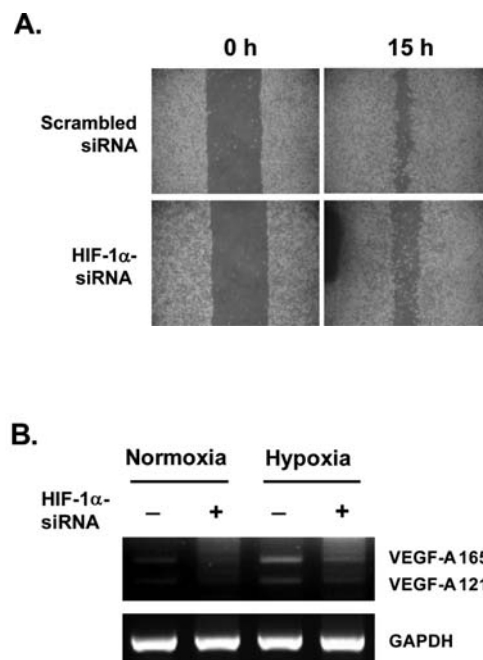 A.
0 h 15 h
Scrambled
siRNA
HIF-1α-
siRNA
B.
Normoxia Hypoxia
HIF-1α-
siRNA
– + – +
VEGF-A165
VEGF-A121
GAPDH